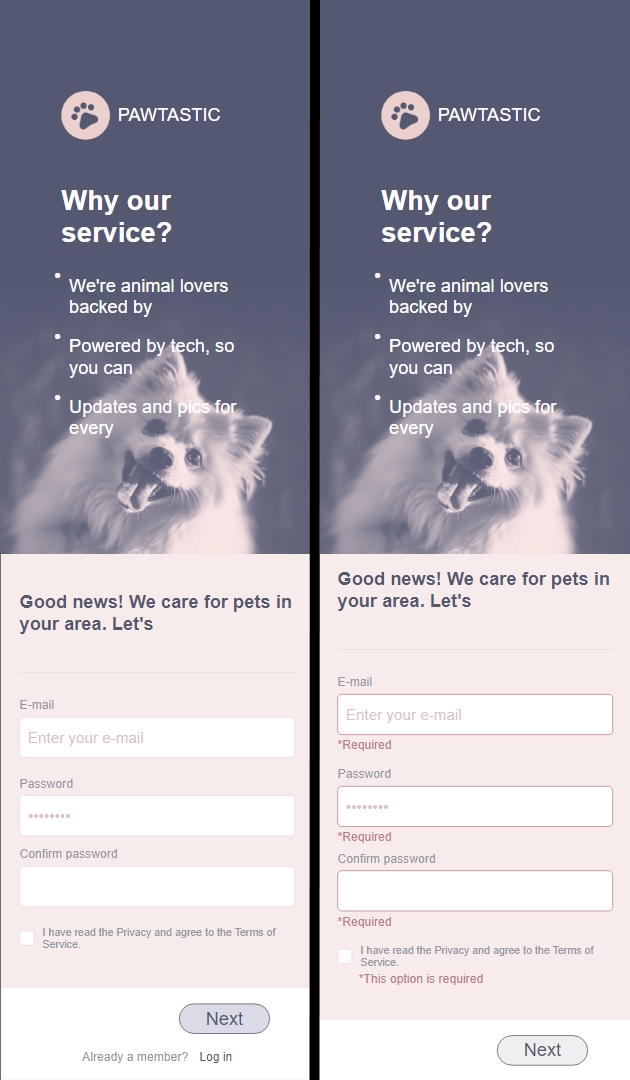 PAWTASTIC
Why our
service?
We're animal lovers
backed by
Powered by tech, so
you can
Updates and pics for
every
Good news! We care for pets in
your area. Let's
E-mail
Enter your e-mail
Password
••••••••
Confirm password
I have read the Privacy and agree to the Terms of
Service.
Next
Already a member? Log in
PAWTASTIC
Why our
service?
We're animal lovers
backed by
Powered by tech, so
you can
Updates and pics for
every
Good news! We care for pets in
your area. Let's
E-mail
Enter your e-mail
*Required
Password
••••••••
*Required
Confirm password
*Required
I have read the Privacy and agree to the Terms of
Service.
*This option is required
Next